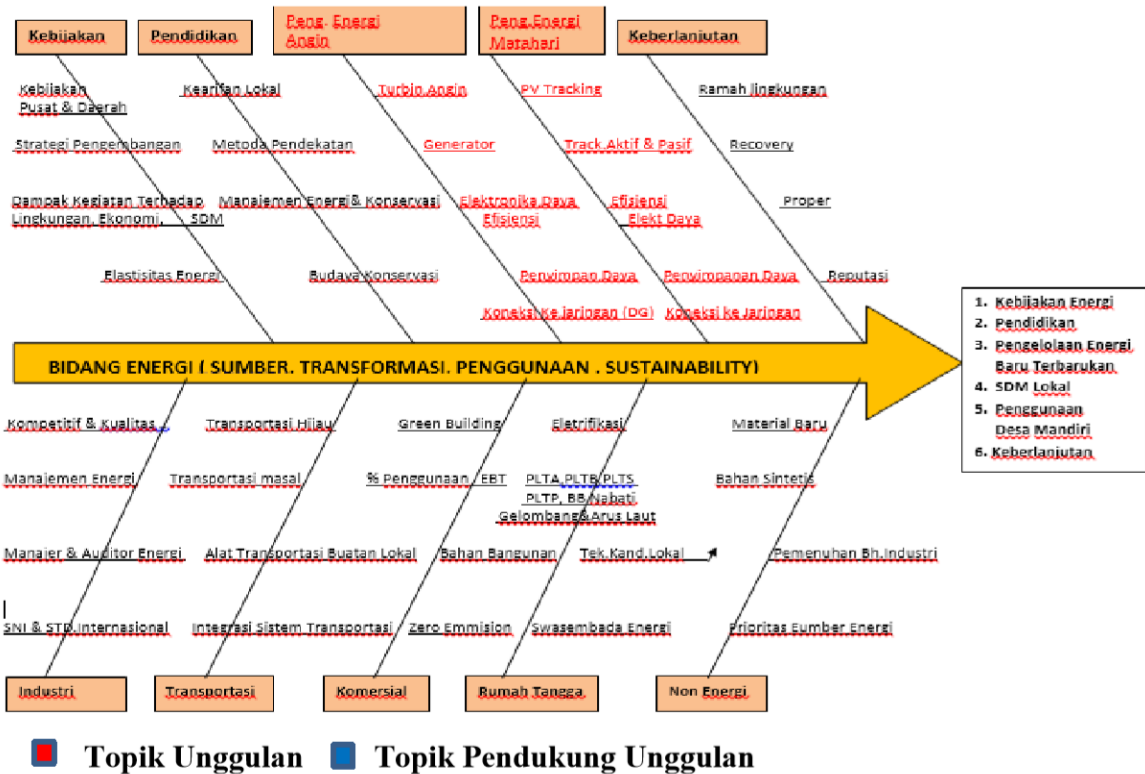 Kebijakan
Pendidikan
Peng. Energi
Angin
Peng.Energi
Matahari
Keberlanjutan
Kebijakan
Pusat & Daerah
Kearifan Lokal
Turbin.Angin
PV Tracking
Ramah lingkungan
Strategi Pengembangan
Metoda Pendekatan
Generator
Track.Aktif & Pasif
Recovery
Dampak Kegiatan Terhadap
Lingkungan, Ekonomi, SDM
Manajemen Energi& Konservasi
Elektronika.Daya
Efisiensi
Efisiensi
Elekt Daya
Proper
Elastisitas Energi
Budaya Konservasi
Penyimpan.Daya
Penyimpanan.Daya
Reputasi
Koneksi Ke.jaringan (DG)
Koneksi ke Jaringan
BIDANG ENERGI ( SUMBER. TRANSFORMASI. PENGGUNAAN . SUSTAINABILITY)
1. Kebijakan Energi
2. Pendidikan
3. Pengelolaan Energi
Baru Terbarukan
4. SDM Lokal
5. Penggunaan
Desa Mandiri
6. Keberlanjutan
Kompetitif & Kualitas
Transportasi Hijau
Green Building
Eletrifikasi
Material Baru
Manajemen Energi
Transportasi masal
% Penggunaan EBT
PLTA,PLTB,PLTS
PLTP, BB.Nabati
Gelombang&Arus Laut
Bahan Sintetis
Manajer & Auditor Energi
Alat Transportasi Buatan Lokal
Bahan Bangunan
Tek.Kand.Lokal
Pemenuhan Bh.Industri
SNI & STD.Internasional
Integrasi Sistem Transportasi
Zero Emmision
Swasembada Energi
Prioritas Eumber Energi
Industri
Transportasi
Komersial
Rumah Tangga
Non Energi
Topik Unggulan
Topik Pendukung Unggulan